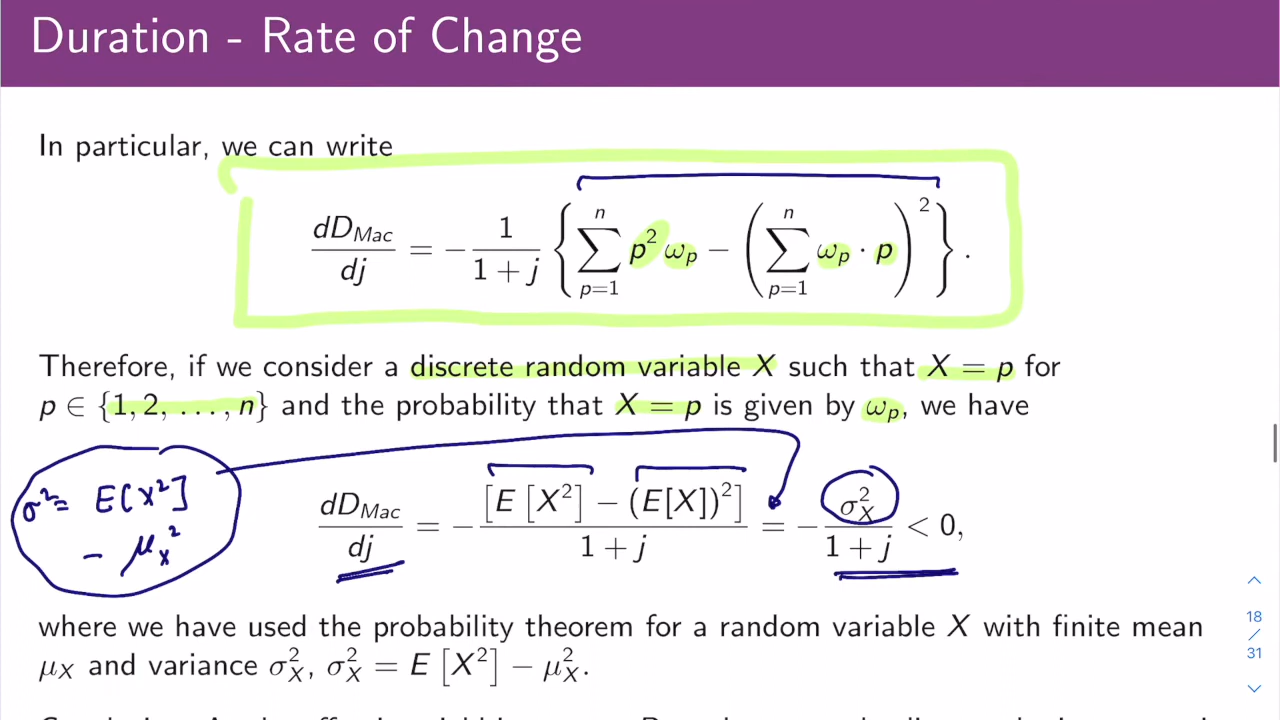 Duration - Rate of Change
In particular, we can write
dD_Mac/dj = −1/(1 + j) {∑_{p=1}^{n} p² ω_p − (∑_{p=1}^{n} ω_p · p)²}.
Therefore, if we consider a discrete random variable X such that X = p for
p ∈ {1, 2, . . . , n} and the probability that X = p is given by ω_p, we have
σ² = E[X²]
− μ_X²
dD_Mac/dj = −[E [X²] − (E[X])²]/(1 + j) = −σ_X²/(1 + j) < 0,
where we have used the probability theorem for a random variable X with finite mean
μ_X and variance σ_X², σ_X² = E [X²] − μ_X².
18
/
31